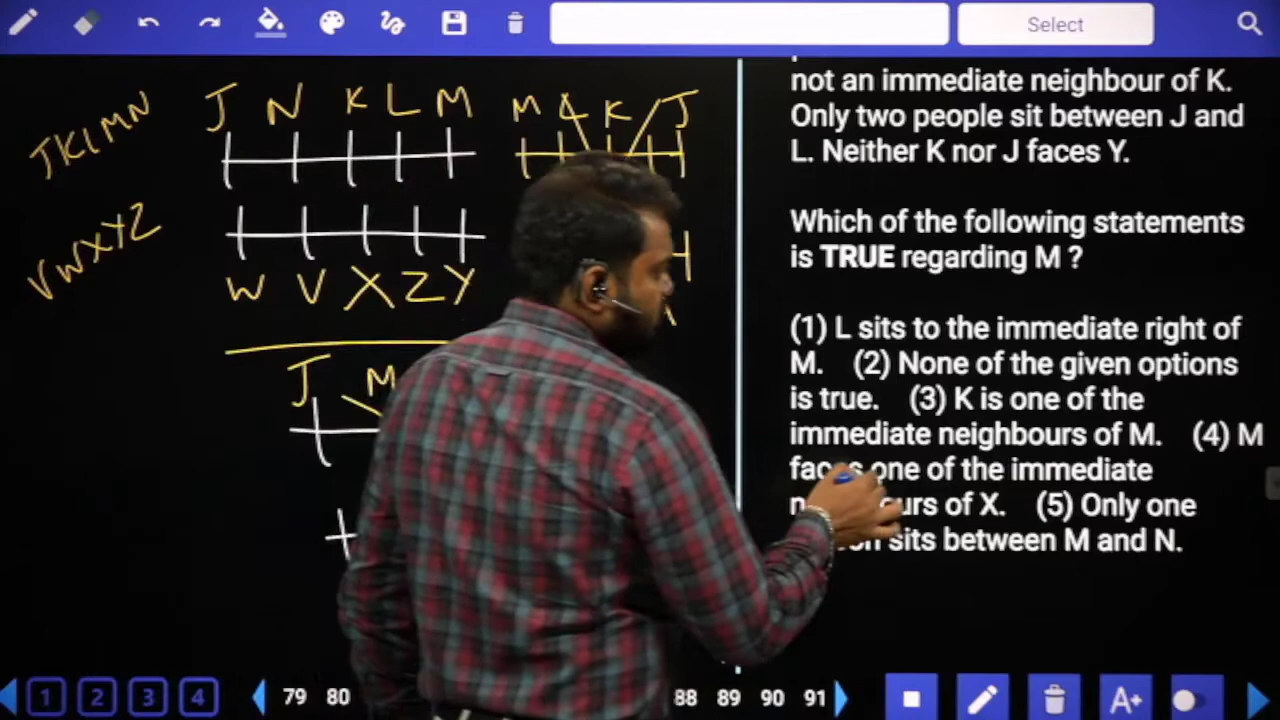 Select
JKLMN
J N K L M
M L K J
VWXYZ
W V X Z Y
J M
not an immediate neighbour of K.
Only two people sit between J and
L. Neither K nor J faces Y.
Which of the following statements
is TRUE regarding M ?
(1) L sits to the immediate right of
M. (2) None of the given options
is true. (3) K is one of the
immediate neighbours of M. (4) M
faces one of the immediate
of X. (5) Only one
sits between M and N.
1 2 3 4 79 80 88 89 90 91 A+